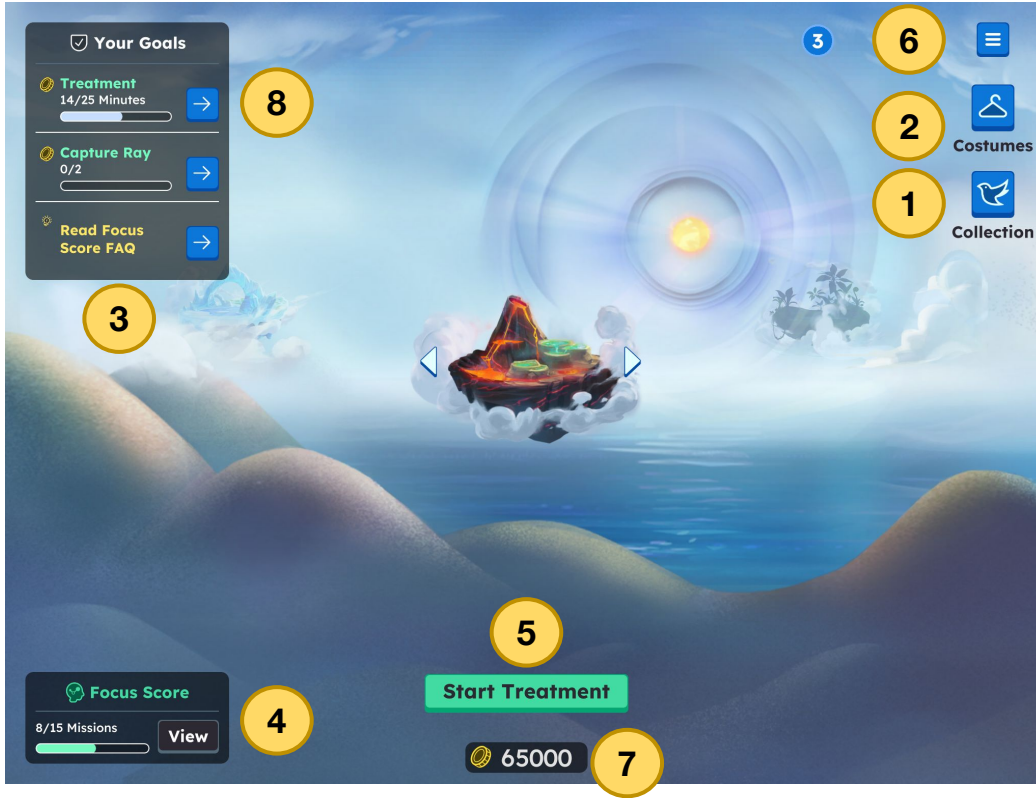 Your Goals
Treatment
14/25 Minutes
8
Capture Ray
0/2
Read Focus
Score FAQ
3
3
6
2
Costumes
1
Collection
5
Start Treatment
Focus Score
8/15 Missions
View
4
65000
7